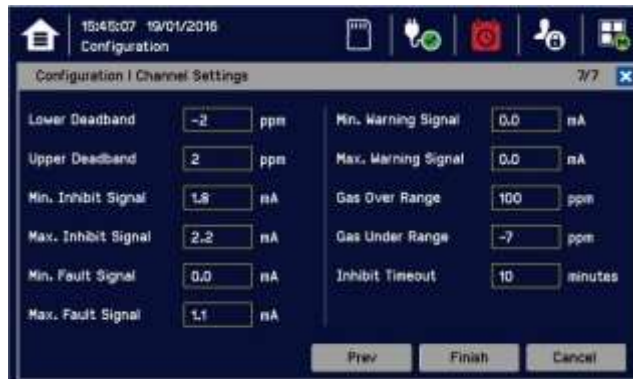 15:45:07 19/01/2016
Configuration
Configuration | Channel Settings 7/7
Lower Deadband -2 ppm
Upper Deadband 2 ppm
Min. Inhibit Signal 1.8 mA
Max. Inhibit Signal 2.2 mA
Min. Fault Signal 0.0 mA
Max. Fault Signal 1.1 mA
Min. Warning Signal 0.0 mA
Max. Warning Signal 0.0 mA
Gas Over Range 100 ppm
Gas Under Range -7 ppm
Inhibit Timeout 10 minutes
Prev Finish Cancel